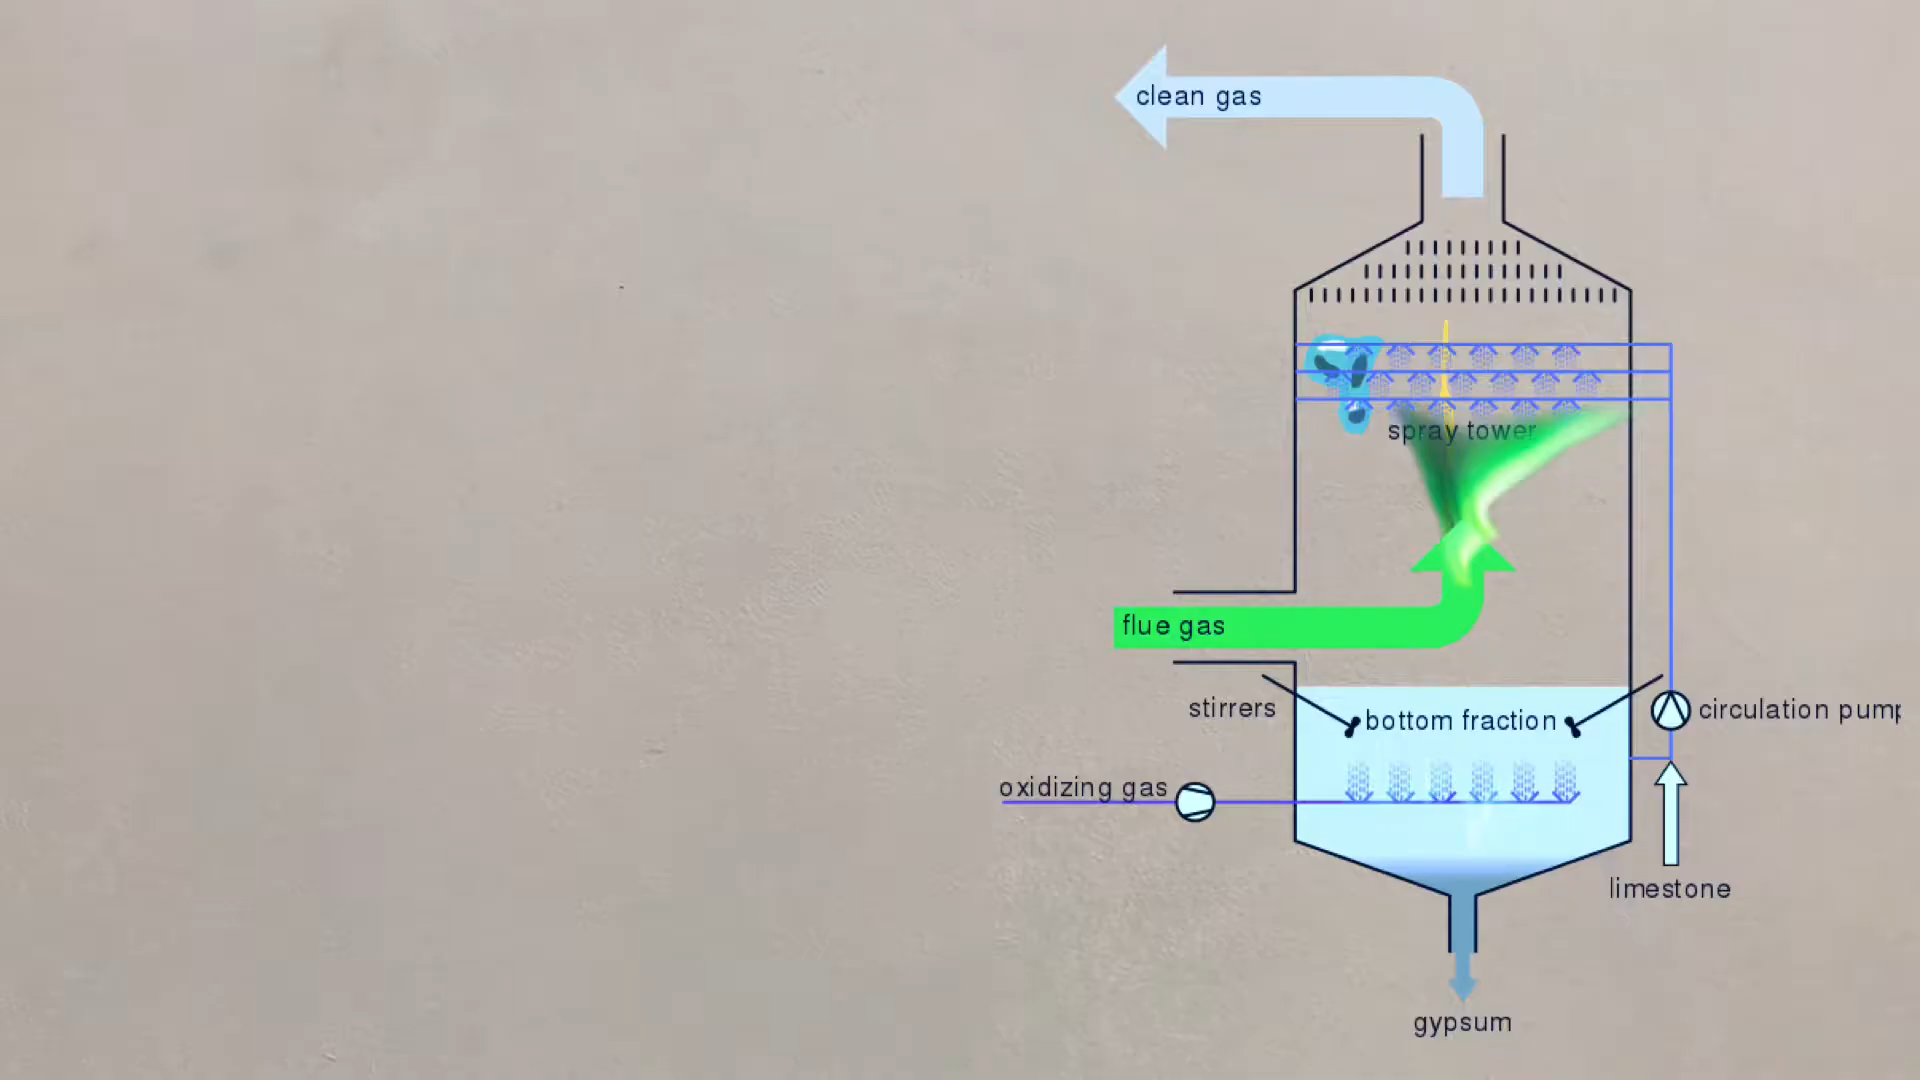 clean gas
spray tower
flue gas
stirrers
bottom fraction
circulation pump
oxidizing gas
limestone
gypsum